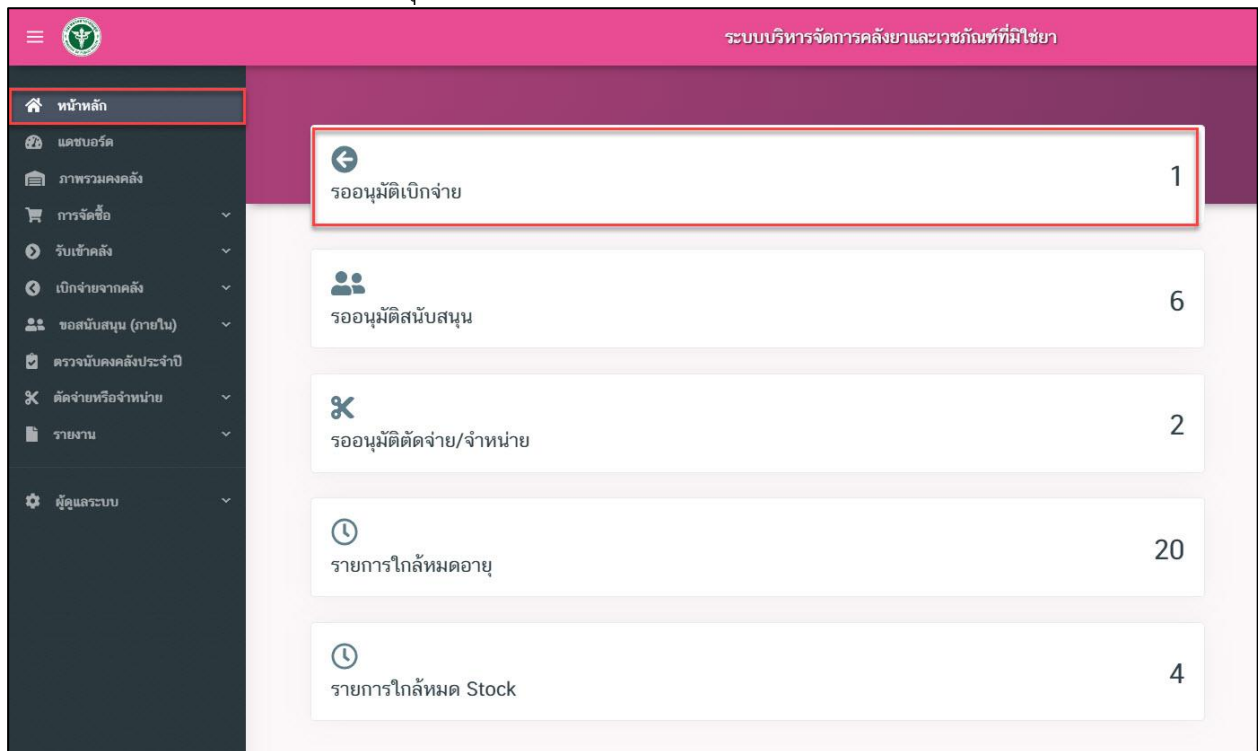 ระบบบริหารจัดการคลังยาและเวชภัณฑ์ที่มิใช่ยา
หน้าหลัก
แดชบอร์ด
ภาพรวมคงคลัง
การจัดซื้อ
รับเข้าคลัง
เบิกจ่ายจากคลัง
ขอสนับสนุน (ภายใน)
ตรวจนับคงคลังประจำปี
ตัดจ่ายหรือจำหน่าย
รายงาน
ผู้ดูแลระบบ
รออนุมัติเบิกจ่าย 1
รออนุมัติสนับสนุน 6
รออนุมัติตัดจ่าย/จำหน่าย 2
รายการใกล้หมดอายุ 20
รายการใกล้หมด Stock 4